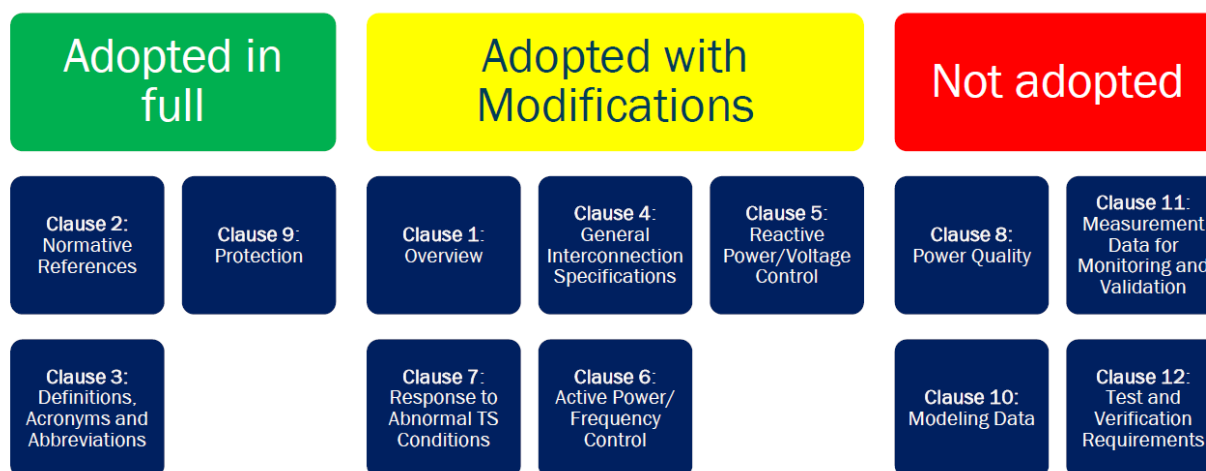 Adopted in
full
Adopted with
Modifications
Not adopted
Clause 2:
Normative
References
Clause 9:
Protection
Clause 1:
Overview
Clause 4:
General
Interconnection
Specifications
Clause 5:
Reactive
Power/Voltage
Control
Clause 8:
Power Quality
Clause 11:
Measurement
Data for
Monitoring and
Validation
Clause 3:
Definitions,
Acronyms and
Abbreviations
Clause 7:
Response to
Abnormal TS
Conditions
Clause 6:
Active Power/
Frequency
Control
Clause 10:
Modeling Data
Clause 12:
Test and
Verification
Requirements